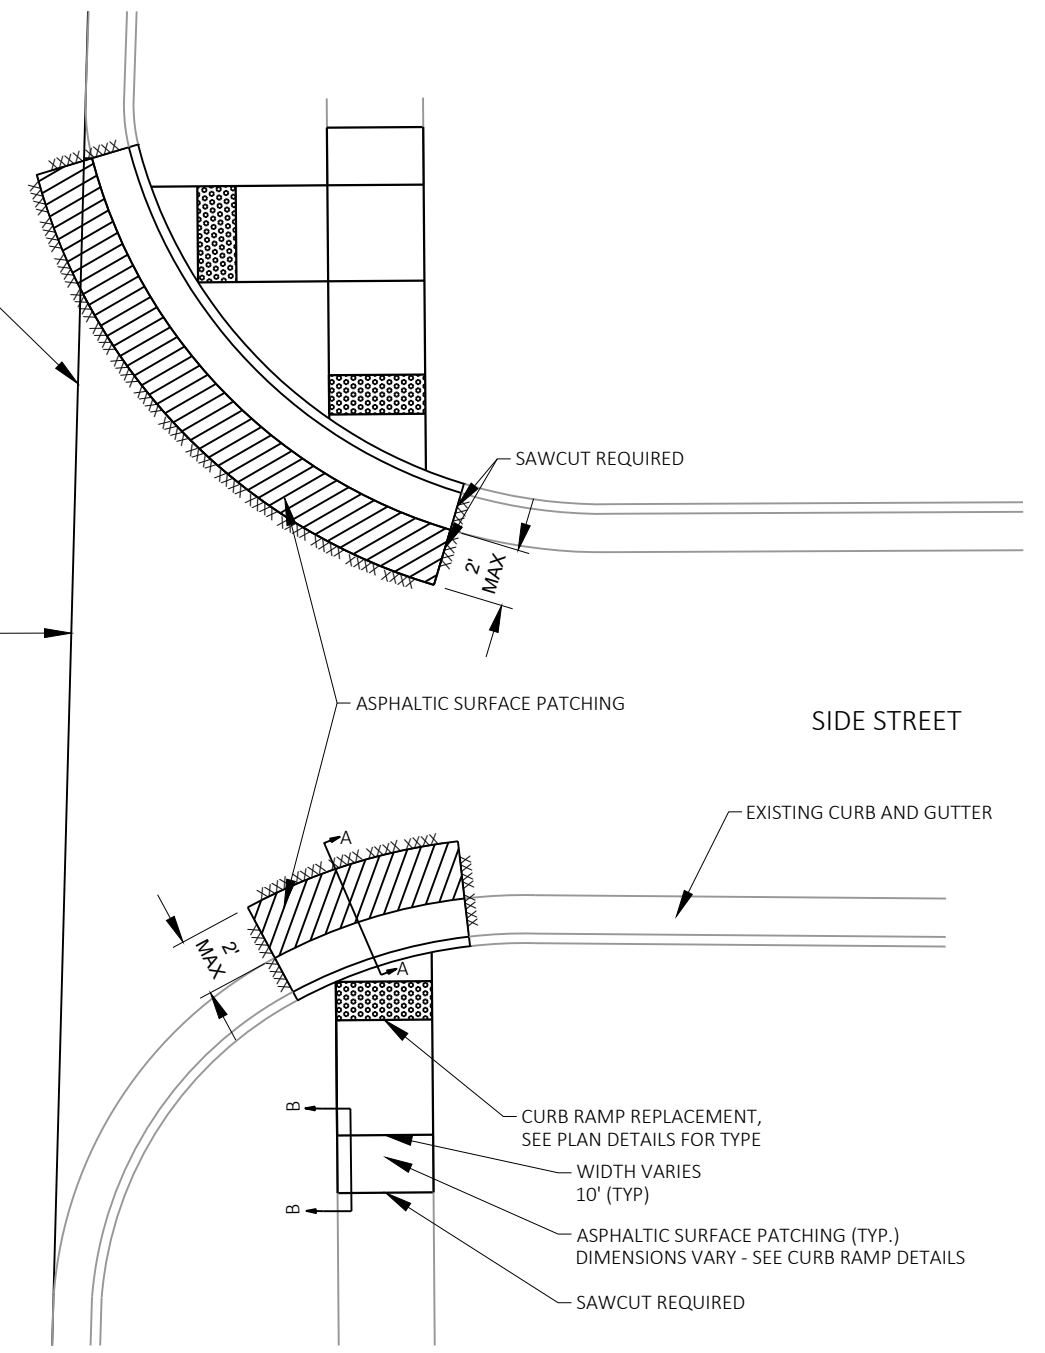 SAWCUT REQUIRED
2'
MAX
ASPHALTIC SURFACE PATCHING
SIDE STREET
EXISTING CURB AND GUTTER
A
2'
MAX
A
B
CURB RAMP REPLACEMENT,
SEE PLAN DETAILS FOR TYPE
WIDTH VARIES
10' (TYP)
B
ASPHALTIC SURFACE PATCHING (TYP.)
DIMENSIONS VARY - SEE CURB RAMP DETAILS
SAWCUT REQUIRED